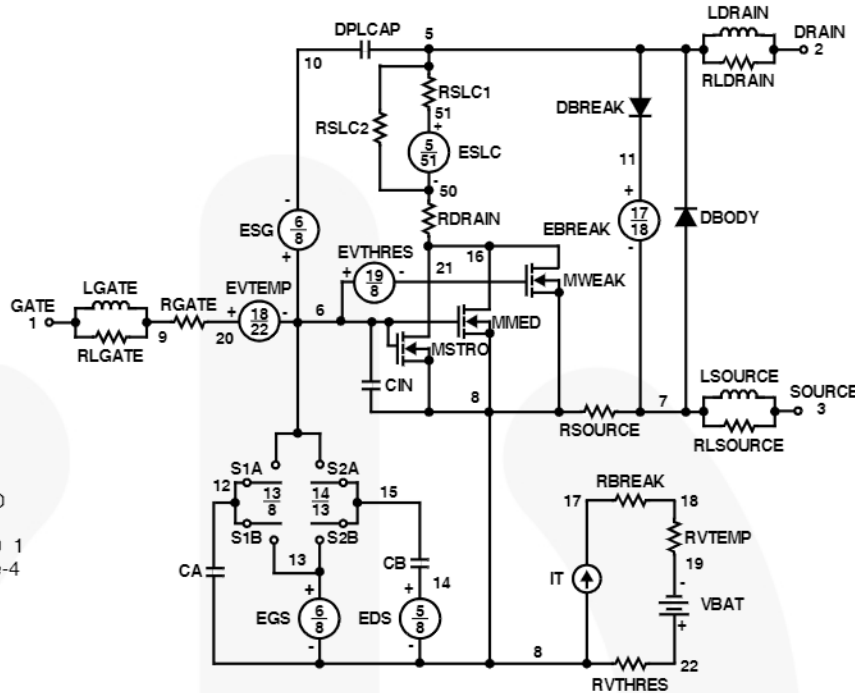 LDRAIN
DPLCAP 5 DRAIN
10 2
RLDRAIN
RSLC1
DBREAK
51
RSLC2 +
5
51
ESLC
11
-
50
-
RDRAIN
+
6
8
ESG
17
18
EBREAK
DBODY
+
EVTHRES
16
-
21
+ 19
8 -
MWEAK
LGATE
EVTEMP
GATE
RGATE
+ 18
22 -
6
MMED
1
9
20
RLGATE
MSTRO
LSOURCE
CIN
8
7
SOURCE
3
RSOURCE
RLSOURCE
S1A S2A
12
13
8
14
13
15
RBREAK
17
18
S1B S2B
RVTEMP
13
CB
19
CA
14
IT
-
+
+
VBAT
EGS
6
8
EDS
5
8
+
-
-
8
22
RVTHRES
1
-4